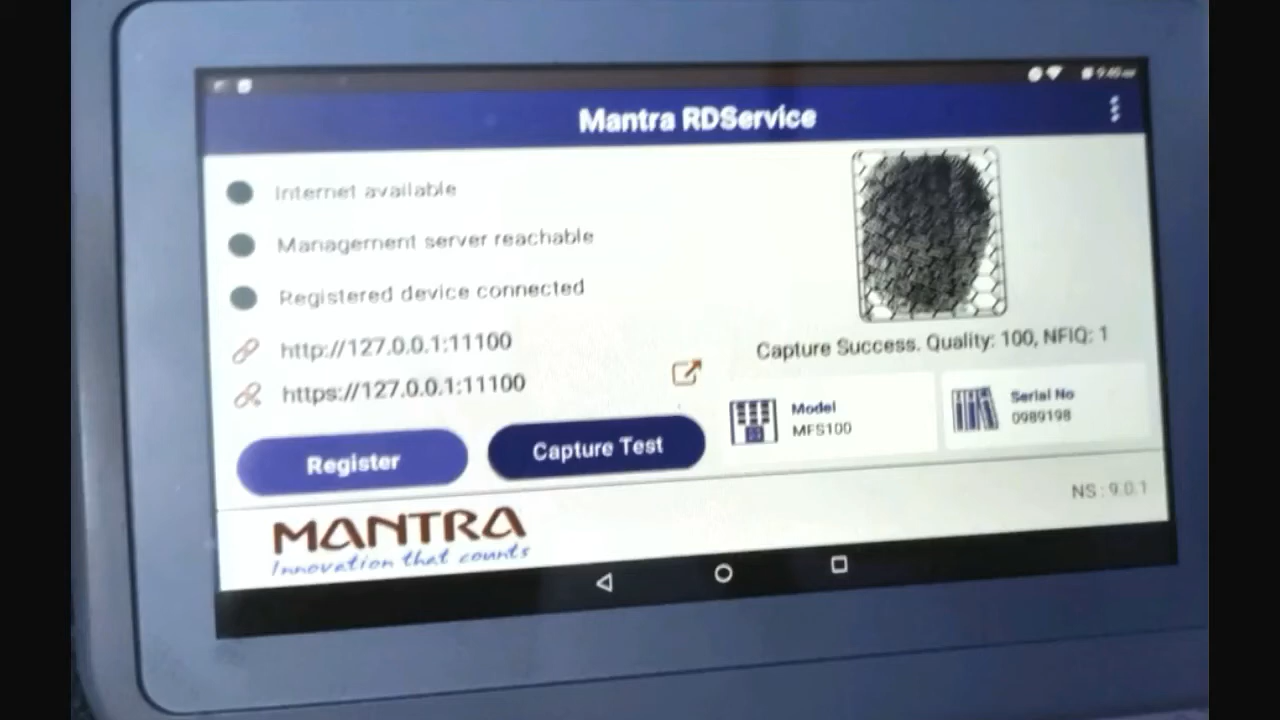 Mantra RDService
Internet available
Management server reachable
Registered device connected
http://127.0.0.1:11100
https://127.0.0.1:11100
Register
Capture Test
Capture Success. Quality: 100, NFIQ: 1
Model
MFS100
Serial No
0989198
NS : 9.0.1
MANTRA
Innovation that counts